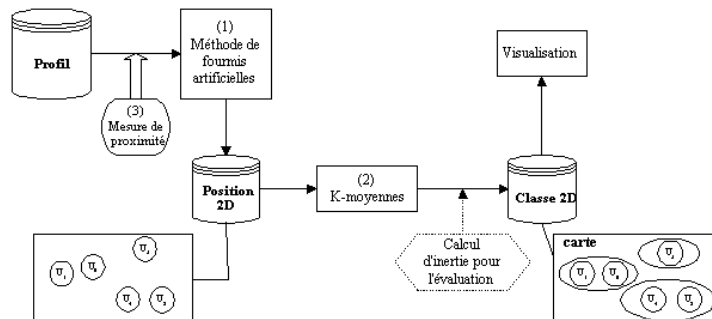 Profil
(1)
Méthode de
fourmis
artificielles
(3)
Mesure de
proximité
Visualisation
Position
2D
(2)
K-moyennes
Classe 2D
Calcul
d'inertie pour
l'évaluation
carte